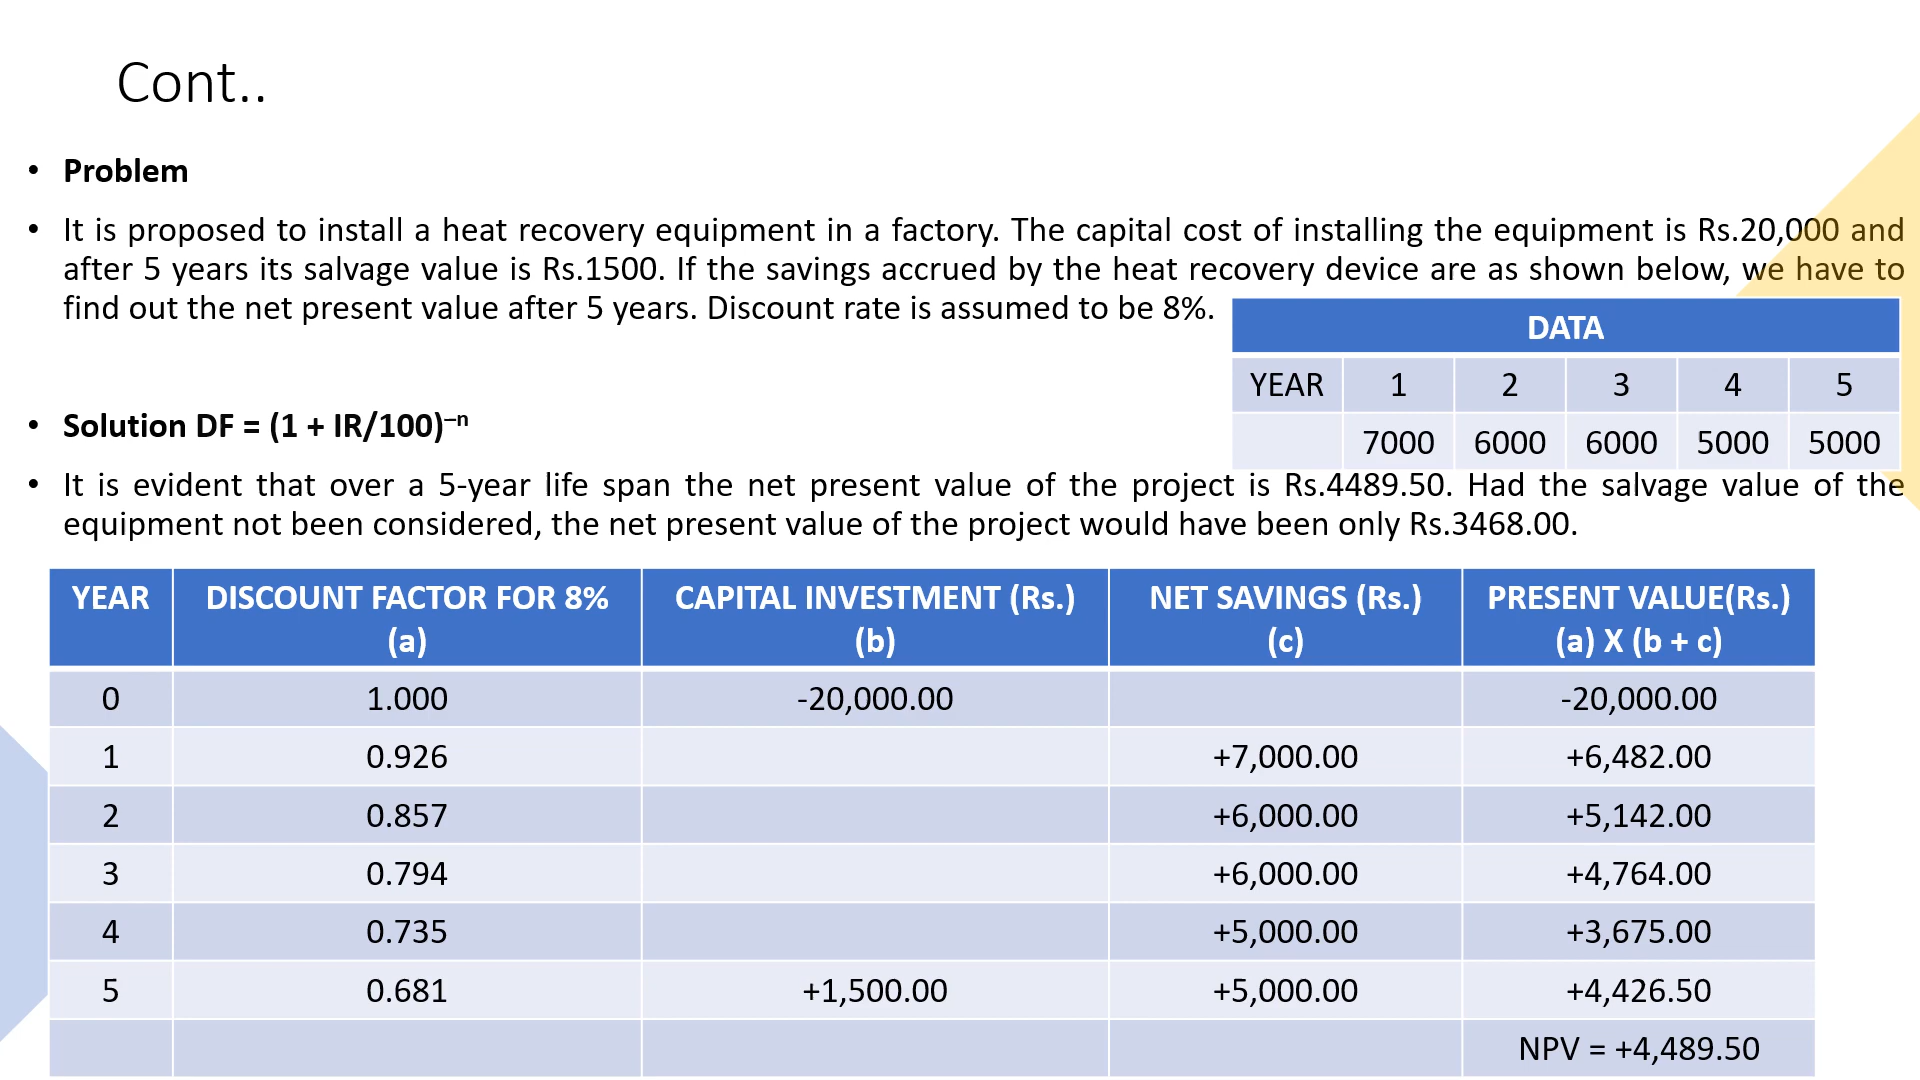 Cont..
• Problem
• It is proposed to install a heat recovery equipment in a factory. The capital cost of installing the equipment is Rs.20,000 and
after 5 years its salvage value is Rs.1500. If the savings accrued by the heat recovery device are as shown below, we have to
find out the net present value after 5 years. Discount rate is assumed to be 8%.
DATA
YEAR 1 2 3 4 5
7000 6000 6000 5000 5000
• Solution DF = (1 + IR/100)⁻ⁿ
• It is evident that over a 5-year life span the net present value of the project is Rs.4489.50. Had the salvage value of the
equipment not been considered, the net present value of the project would have been only Rs.3468.00.
YEAR DISCOUNT FACTOR FOR 8% CAPITAL INVESTMENT (Rs.) NET SAVINGS (Rs.) PRESENT VALUE(Rs.)
(a) (b) (c) (a) X (b + c)
0 1.000 -20,000.00 -20,000.00
1 0.926 +7,000.00 +6,482.00
2 0.857 +6,000.00 +5,142.00
3 0.794 +6,000.00 +4,764.00
4 0.735 +5,000.00 +3,675.00
5 0.681 +1,500.00 +5,000.00 +4,426.50
NPV = +4,489.50